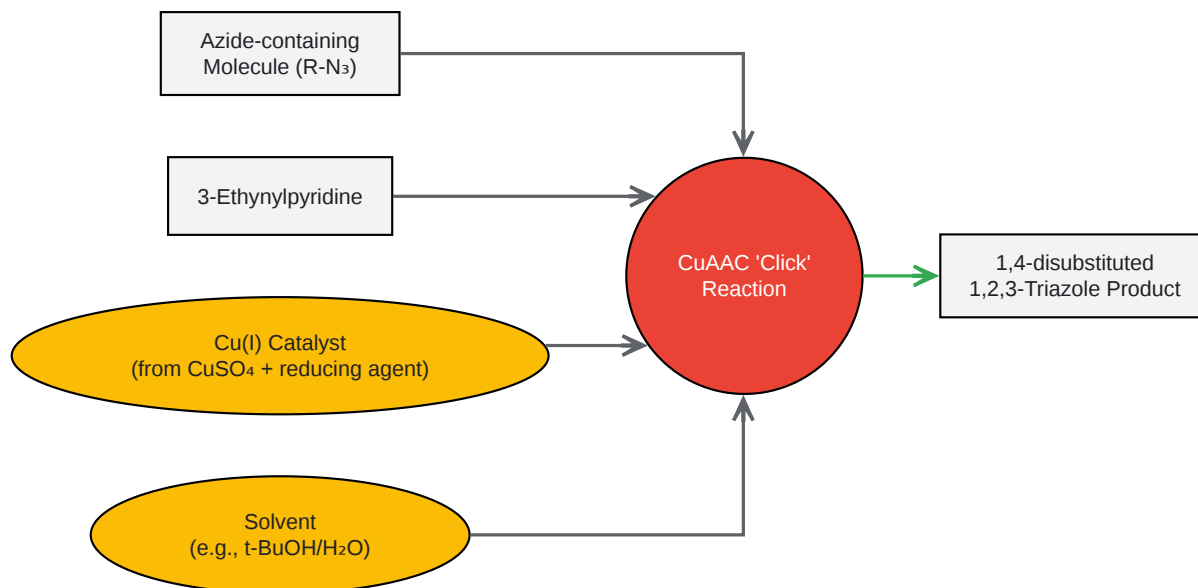 Azide-containing
Molecule (R-N₃)
3-Ethynylpyridine
CuAAC 'Click'
Reaction
1,4-disubstituted
1,2,3-Triazole Product
Cu(I) Catalyst
(from CuSO₄ + reducing agent)
Solvent
(e.g., t-BuOH/H₂O)